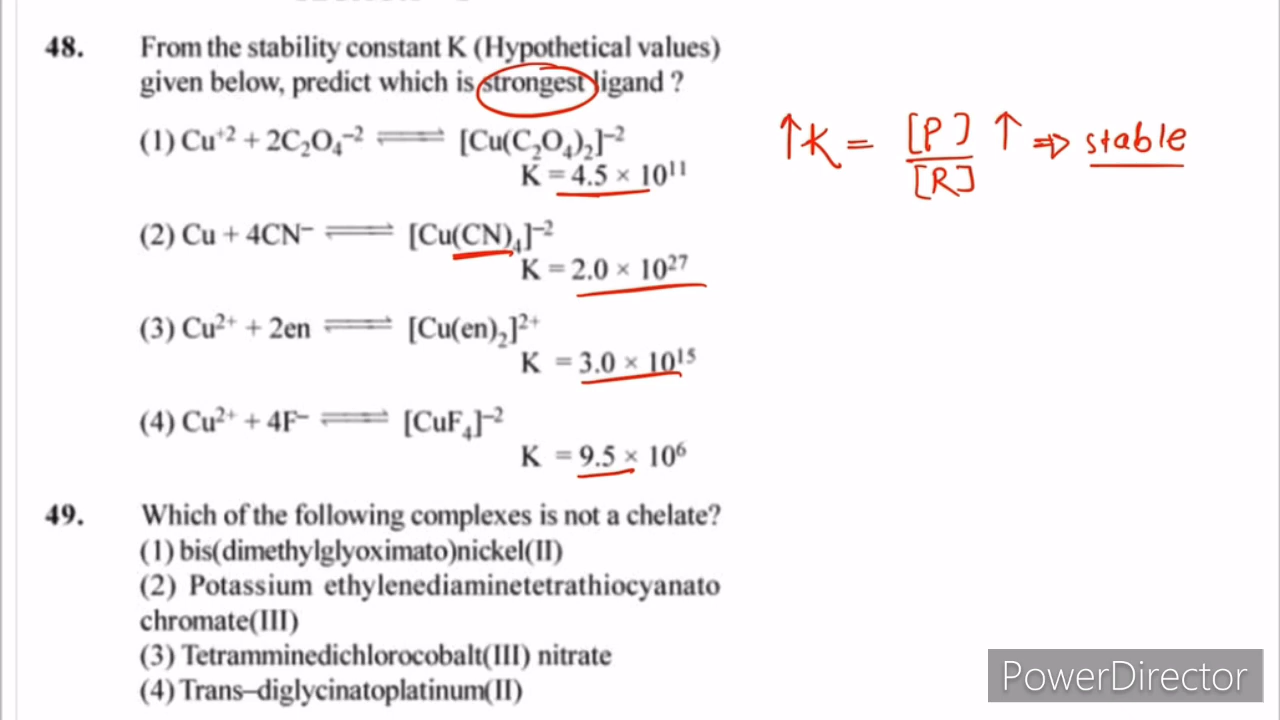 48. From the stability constant K (Hypothetical values)
given below, predict which is strongest ligand ?
(1) Cu⁺² + 2C₂O₄⁻² ⇌ [Cu(C₂O₄)₂]⁻²
K = 4.5 × 10¹¹
(2) Cu + 4CN⁻ ⇌ [Cu(CN)₄]⁻²
K = 2.0 × 10²⁷
(3) Cu²⁺ + 2en ⇌ [Cu(en)₂]²⁺
K = 3.0 × 10¹⁵
(4) Cu²⁺ + 4F⁻ ⇌ [CuF₄]⁻²
K = 9.5 × 10⁶
49. Which of the following complexes is not a chelate?
(1) bis(dimethylglyoximato)nickel(II)
(2) Potassium ethylenediaminetetrathiocyanato
chromate(III)
(3) Tetramminedichlorocobalt(III) nitrate
(4) Trans–diglycinatoplatinum(II)
↑K = [P]/[R] ↑ ⇒ stable
PowerDirector